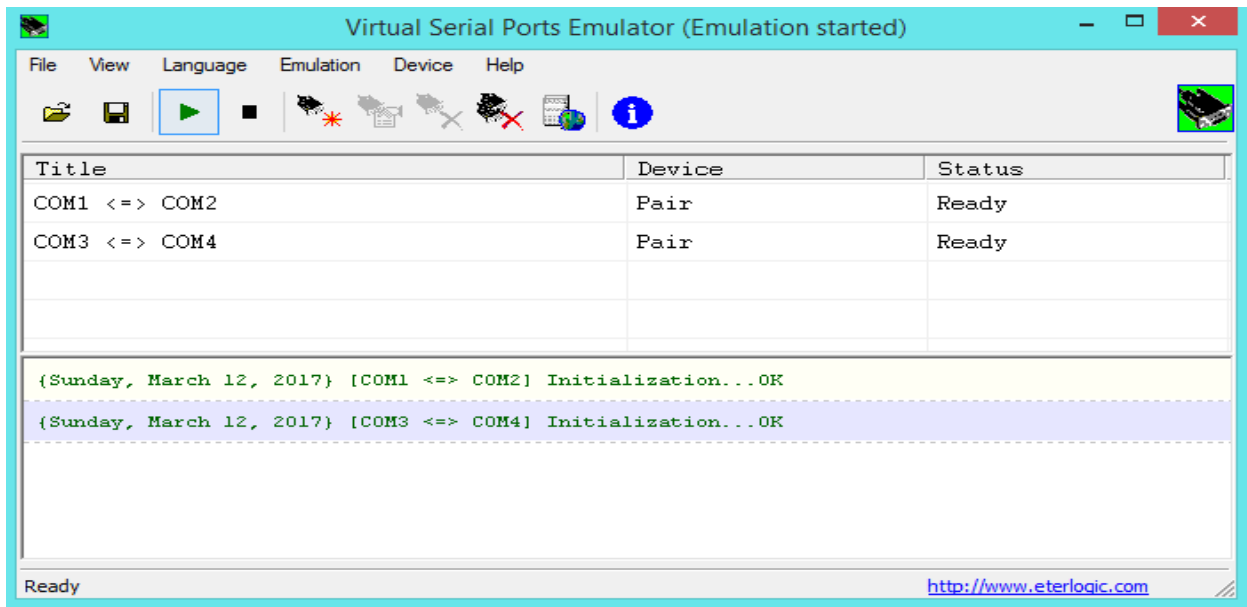 Virtual Serial Ports Emulator (Emulation started)
File View Language Emulation Device Help
Title Device Status
COM1 <=> COM2 Pair Ready
COM3 <=> COM4 Pair Ready
{Sunday, March 12, 2017} [COM1 <=> COM2] Initialization...OK
{Sunday, March 12, 2017} [COM3 <=> COM4] Initialization...OK
Ready http://www.eterlogic.com